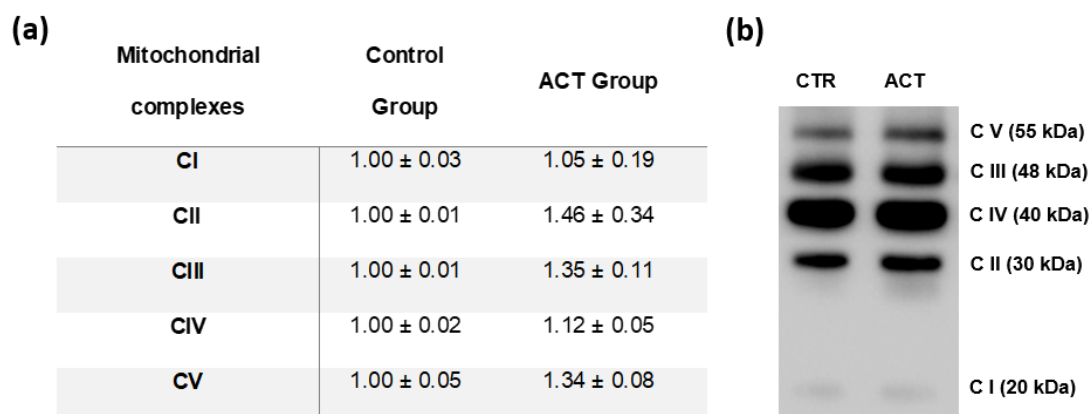 (a)
Mitochondrial complexes Control Group ACT Group
CI 1.00 ± 0.03 1.05 ± 0.19
CII 1.00 ± 0.01 1.46 ± 0.34
CIII 1.00 ± 0.01 1.35 ± 0.11
CIV 1.00 ± 0.02 1.12 ± 0.05
CV 1.00 ± 0.05 1.34 ± 0.08
(b)
CTR ACT
C V (55 kDa)
C III (48 kDa)
C IV (40 kDa)
C II (30 kDa)
C I (20 kDa)